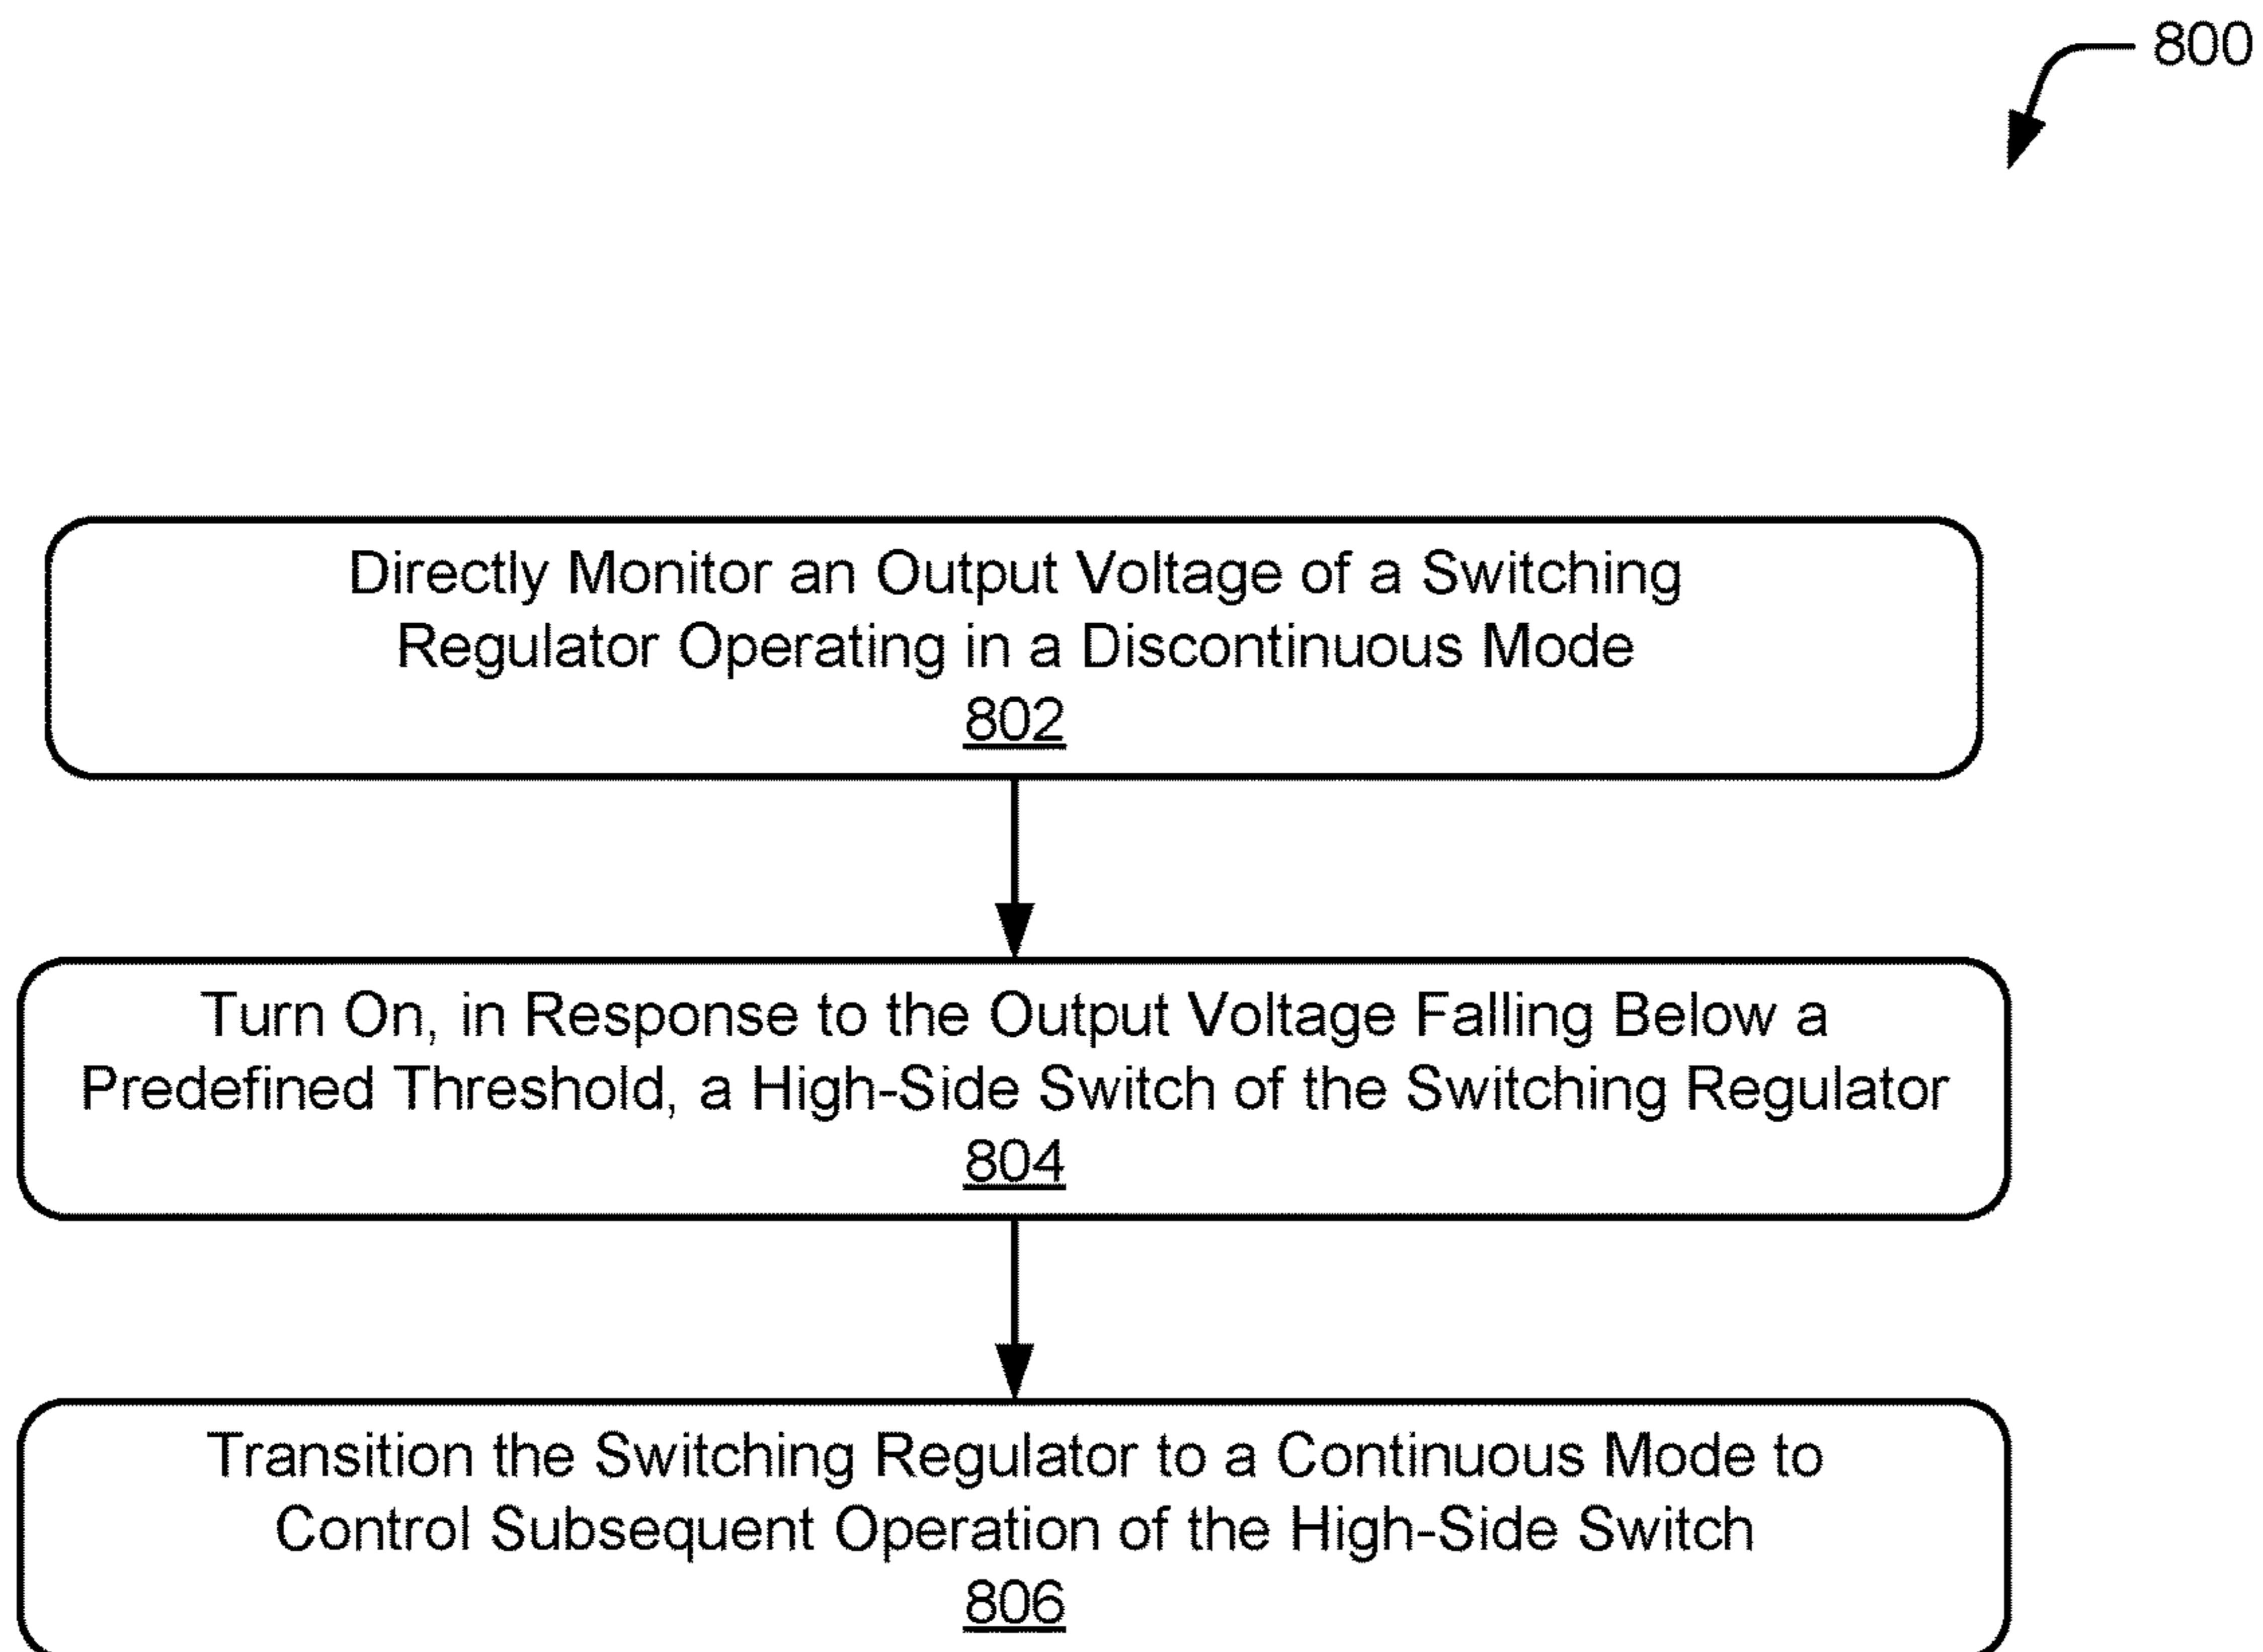 800
Directly Monitor an Output Voltage of a Switching
Regulator Operating in a Discontinuous Mode
802
Turn On, in Response to the Output Voltage Falling Below a
Predefined Threshold, a High-Side Switch of the Switching Regulator
804
Transition the Switching Regulator to a Continuous Mode to
Control Subsequent Operation of the High-Side Switch
806